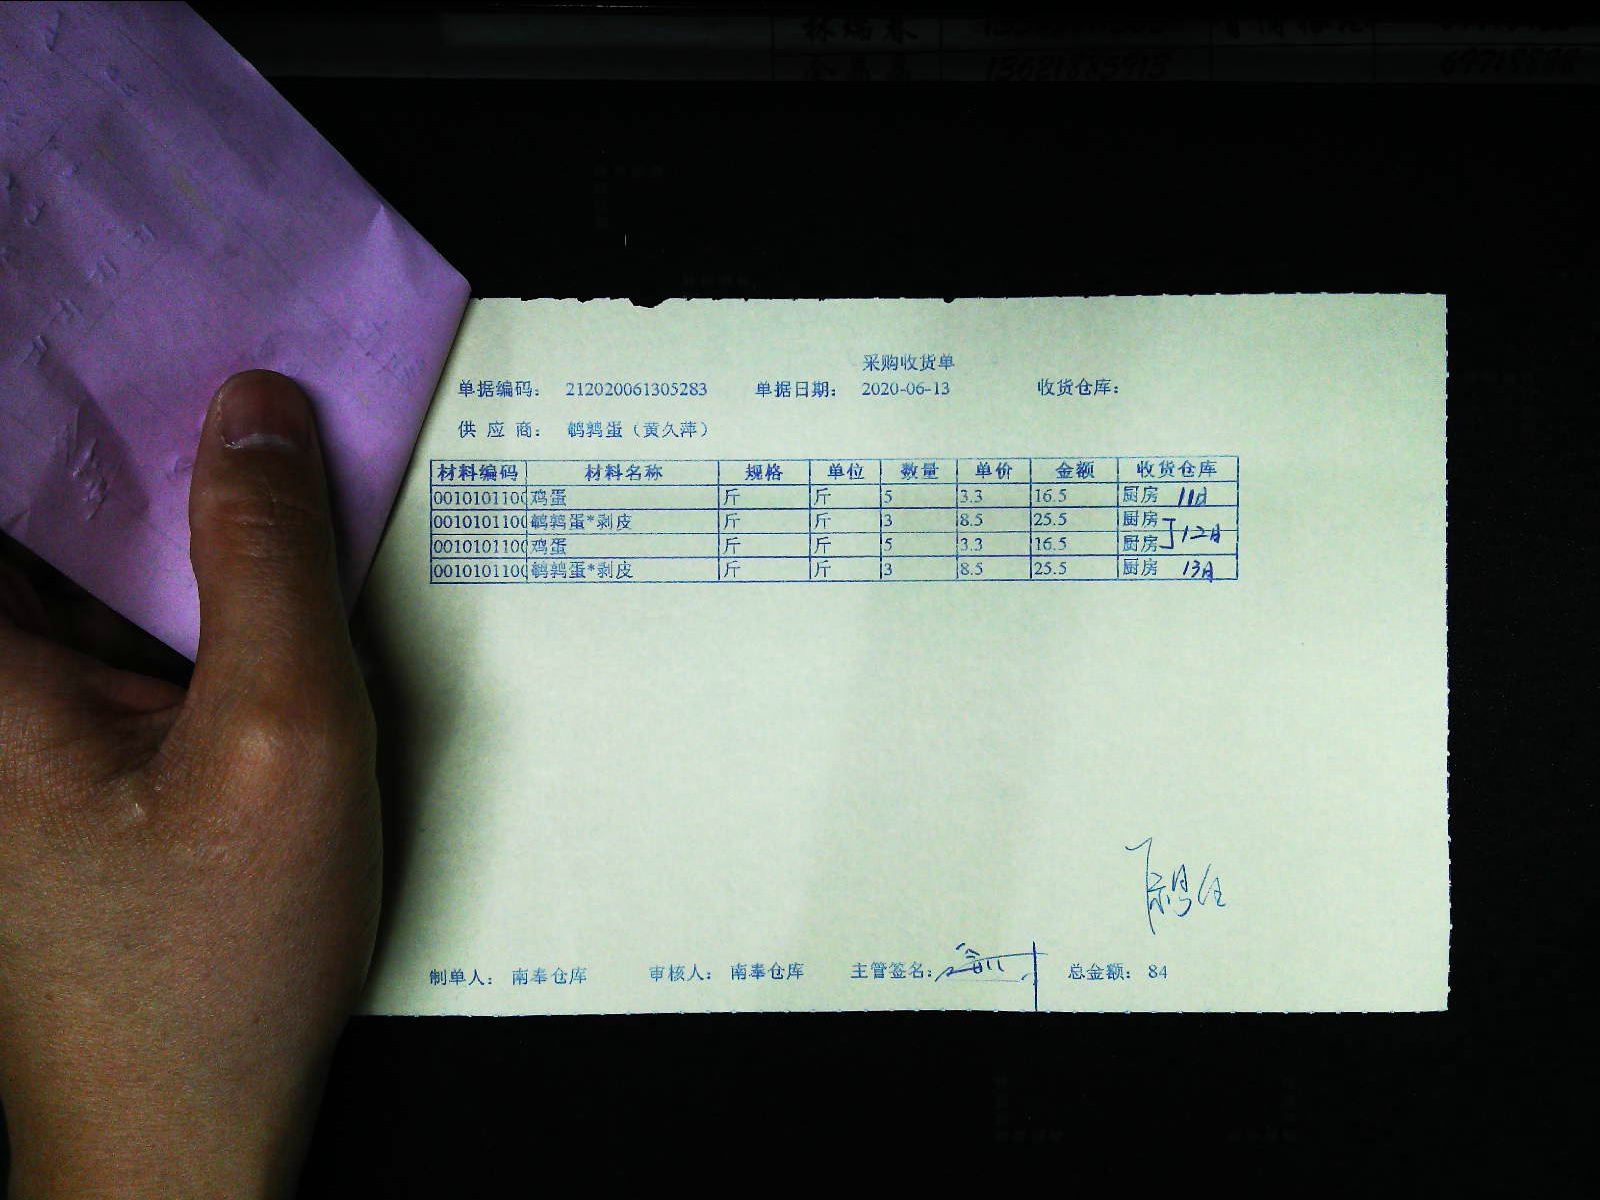 13621885915
采购收货单
单据编码： 212020061305283 单据日期： 2020-06-13 收货仓库：
供 应 商： 鹌鹑蛋（黄久萍）
材料编码 材料名称 规格 单位 数量 单价 金额 收货仓库
0010101100 鸡蛋 斤 斤 5 3.3 16.5 厨房 11日
0010101100 鹌鹑蛋*剥皮 斤 斤 3 8.5 25.5 厨房
0010101100 鸡蛋 斤 斤 5 3.3 16.5 厨房 12日
0010101100 鹌鹑蛋*剥皮 斤 斤 3 8.5 25.5 厨房 13日
制单人： 南奉仓库 审核人： 南奉仓库 主管签名： 总金额： 84